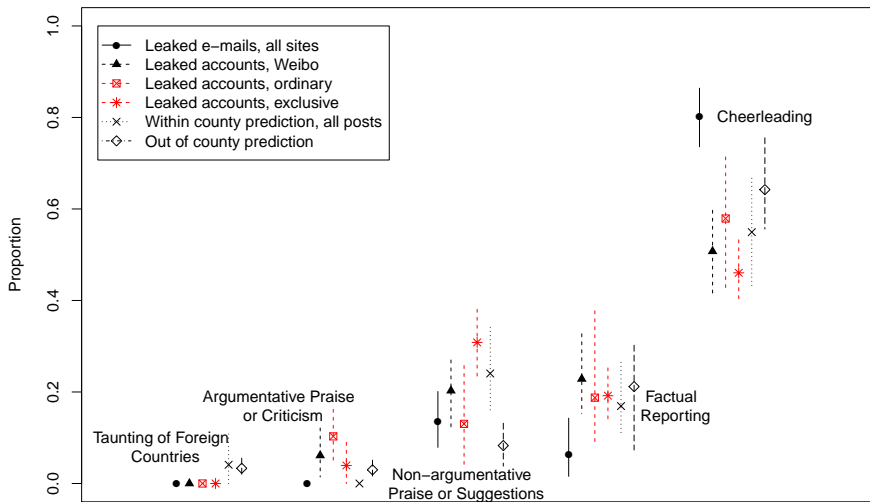 1.0
0.8
0.6
0.4
0.2
0.0
Proportion
Leaked e−mails, all sites
Leaked accounts, Weibo
Leaked accounts, ordinary
Leaked accounts, exclusive
Within county prediction, all posts
Out of county prediction
Cheerleading
Argumentative Praise
or Criticism
Taunting of Foreign
Countries
Non−argumentative
Praise or Suggestions
Factual
Reporting